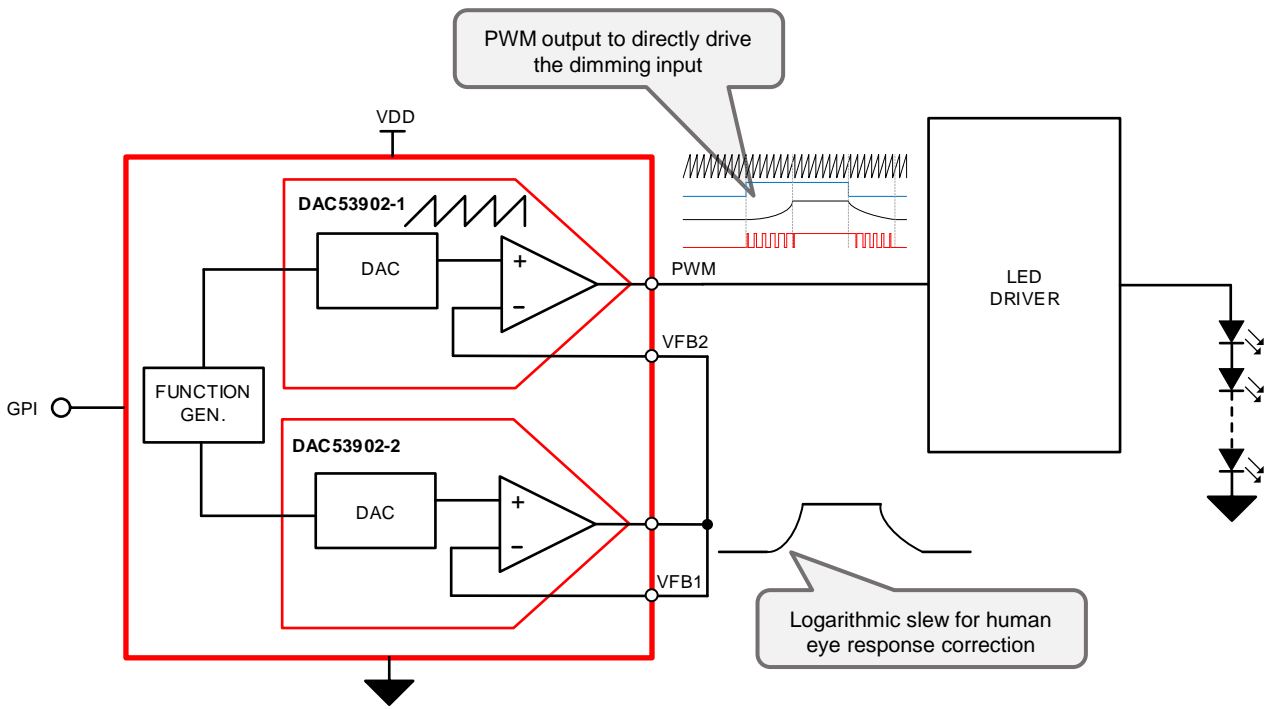 PWM output to directly drive
the dimming input
VDD
DAC53902-1
DAC
+
−
PWM
LED
DRIVER
VFB2
FUNCTION
GEN.
GPI
DAC53902-2
DAC
+
−
VFB1
Logarithmic slew for human
eye response correction